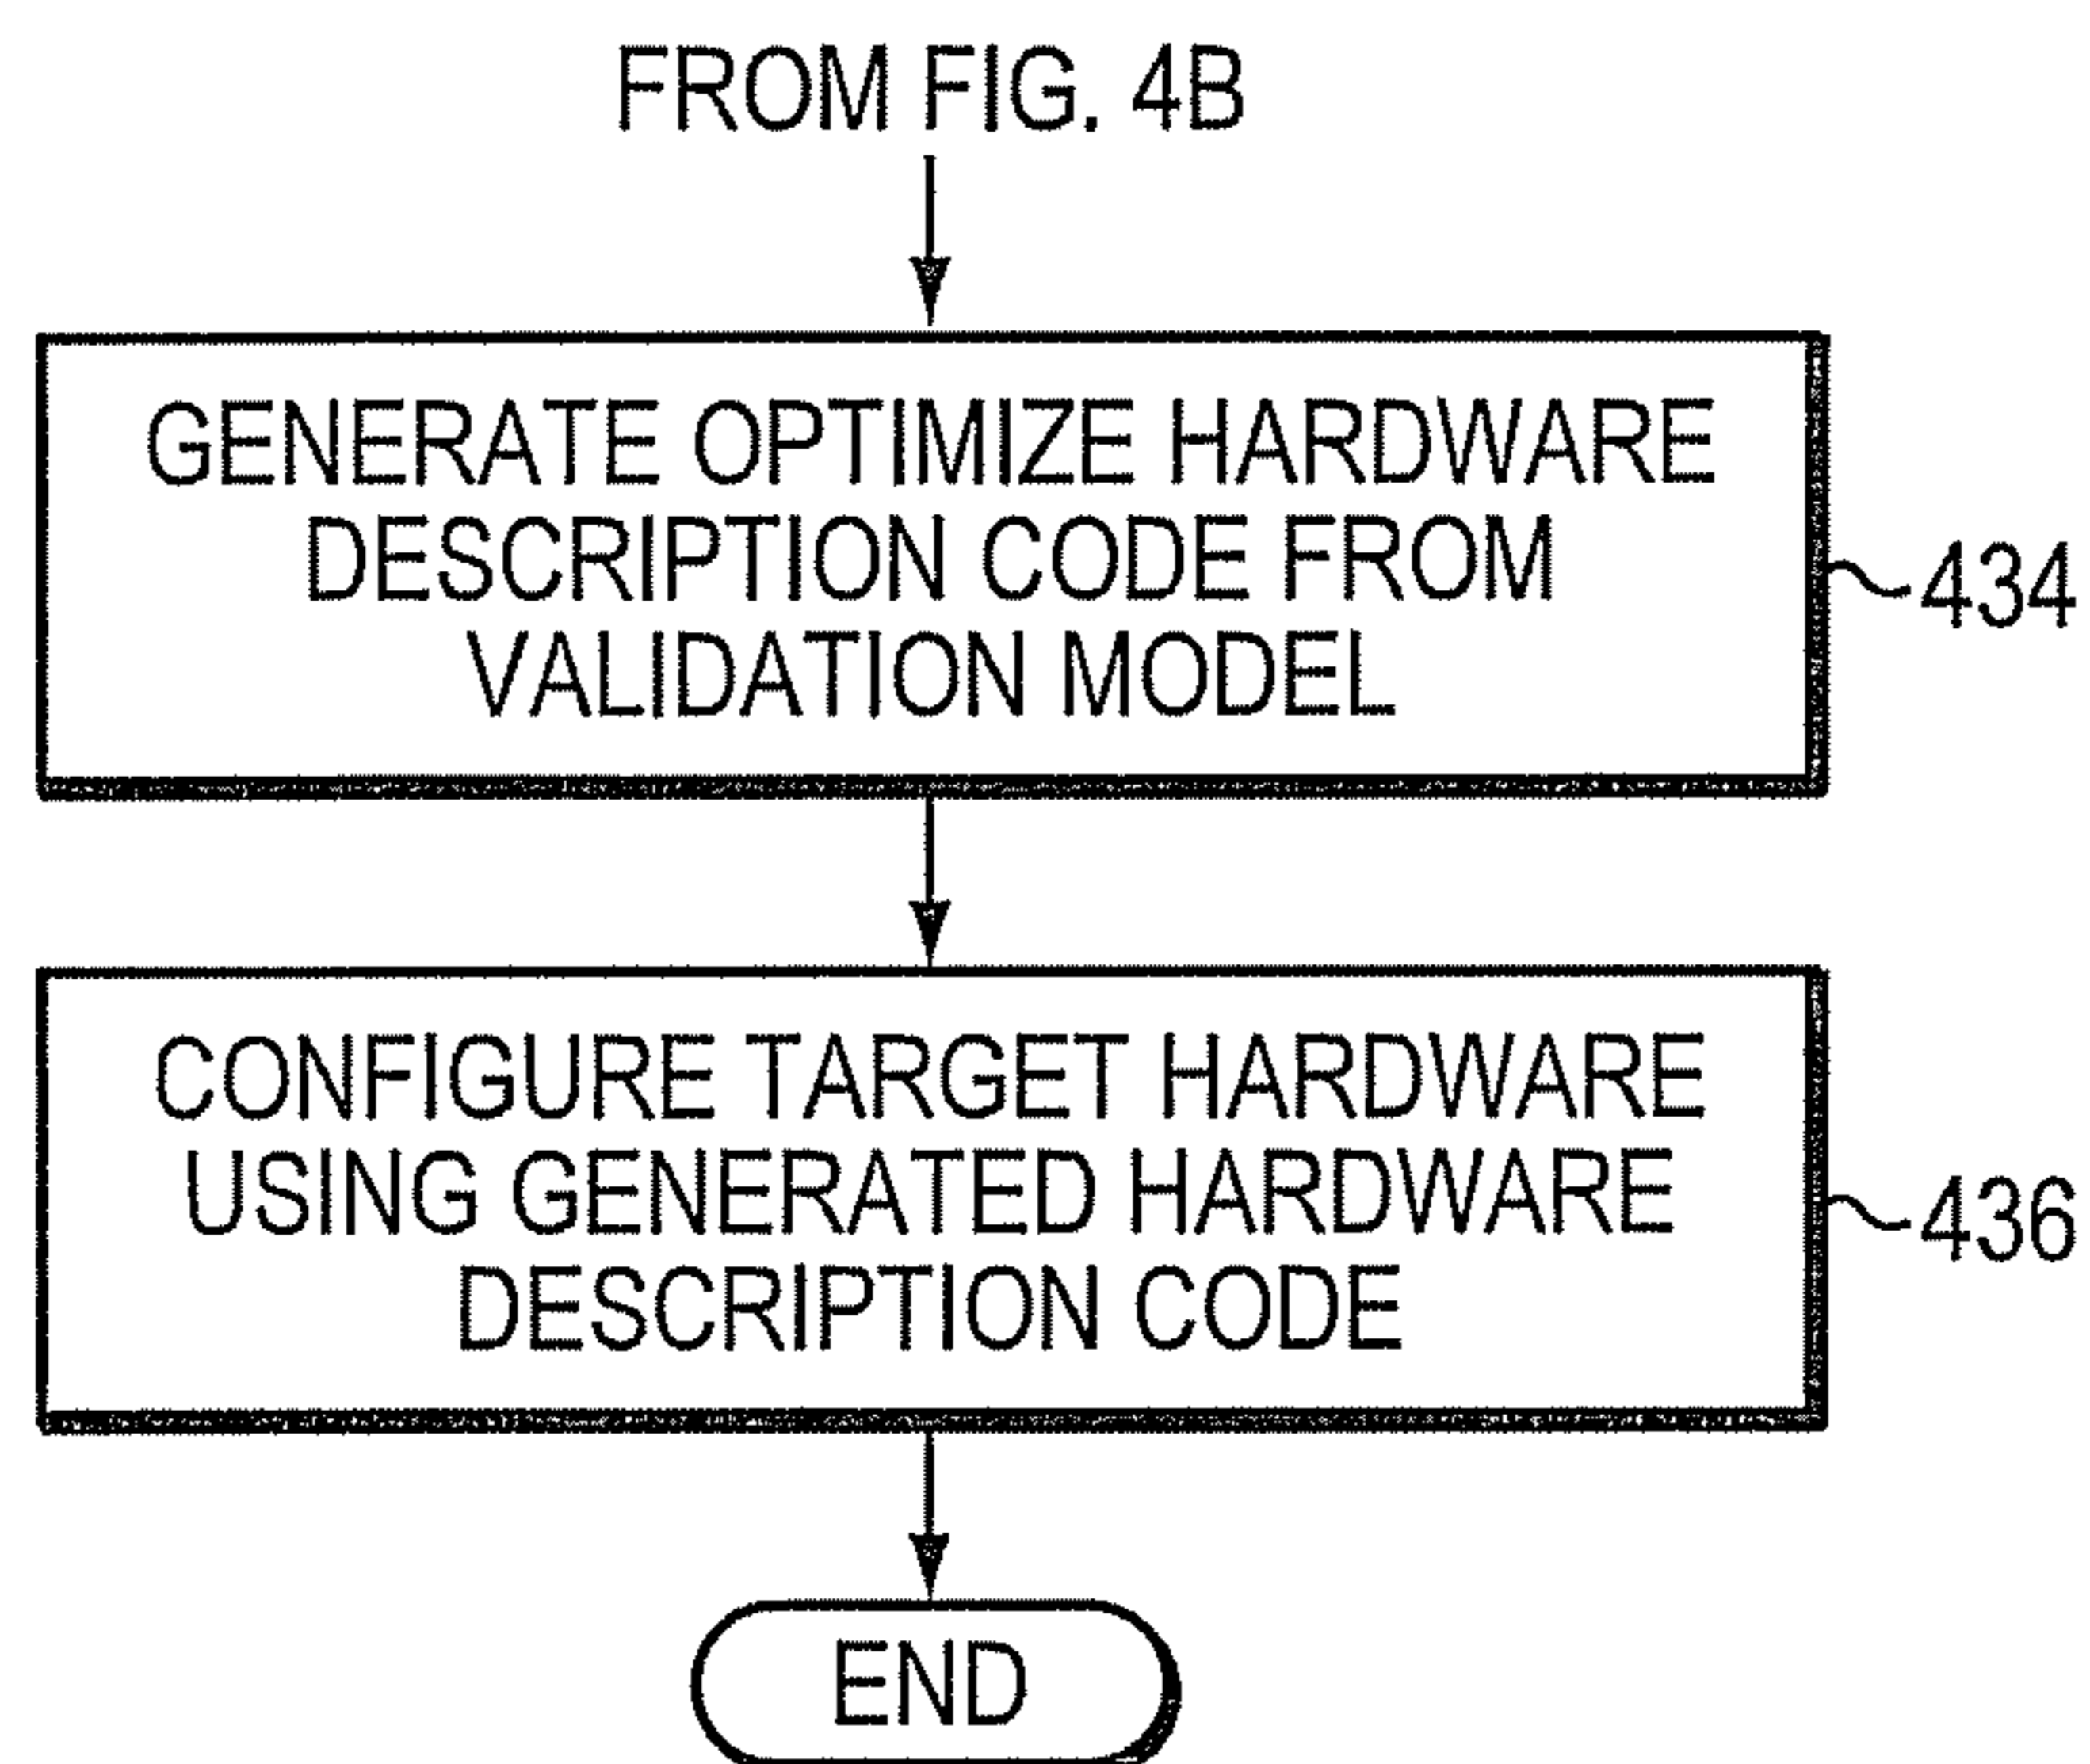 FROM FIG. 4B
GENERATE OPTIMIZE HARDWARE
DESCRIPTION CODE FROM
VALIDATION MODEL
434
CONFIGURE TARGET HARDWARE
USING GENERATED HARDWARE
DESCRIPTION CODE
436
END